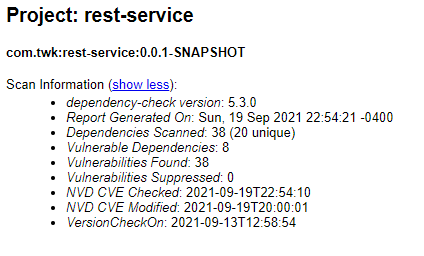 Project: rest-service
com.twk:rest-service:0.0.1-SNAPSHOT
Scan Information (show less):
• dependency-check version: 5.3.0
• Report Generated On: Sun, 19 Sep 2021 22:54:21 -0400
• Dependencies Scanned: 38 (20 unique)
• Vulnerable Dependencies: 8
• Vulnerabilities Found: 38
• Vulnerabilities Suppressed: 0
• NVD CVE Checked: 2021-09-19T22:54:10
• NVD CVE Modified: 2021-09-19T20:00:01
• VersionCheckOn: 2021-09-13T12:58:54